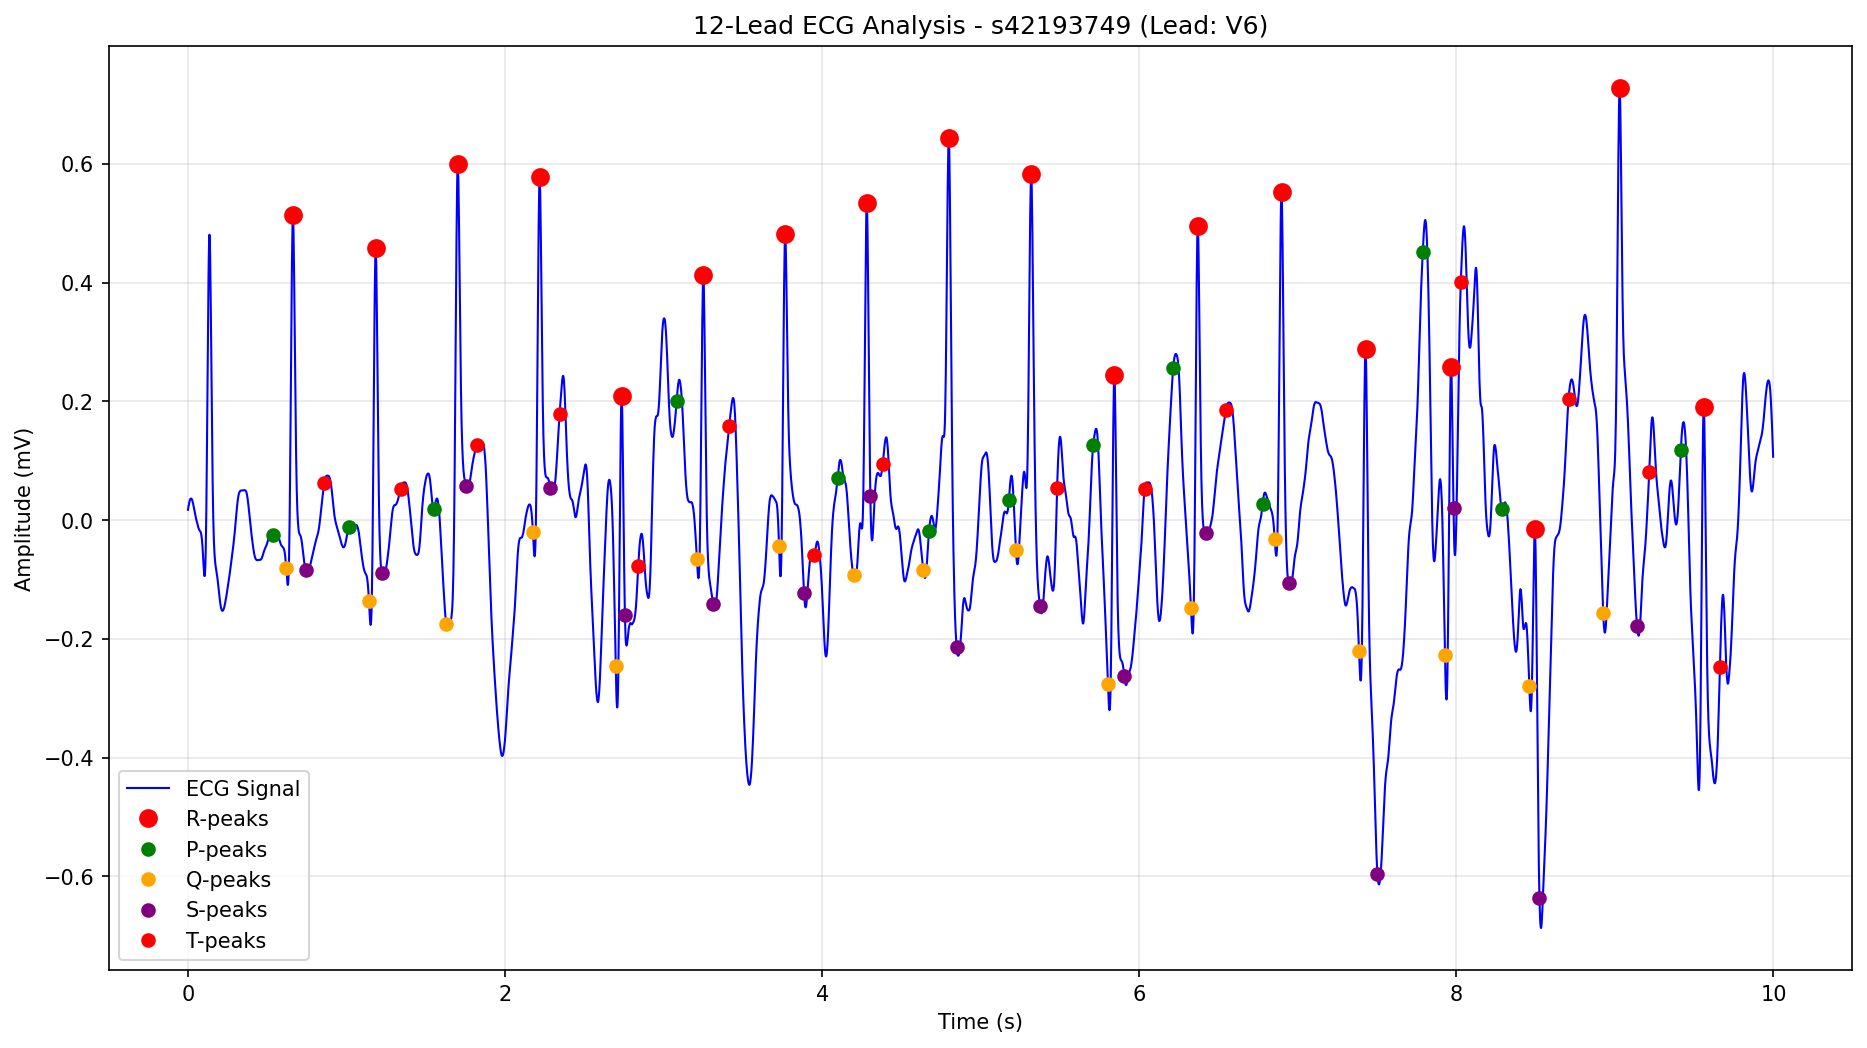 12-Lead ECG Analysis - s42193749 (Lead: V6)
Amplitude (mV)
0.6
0.4
0.2
0.0
−0.2
−0.4
−0.6
ECG Signal
R-peaks
P-peaks
Q-peaks
S-peaks
T-peaks
0 2 4 6 8 10
Time (s)